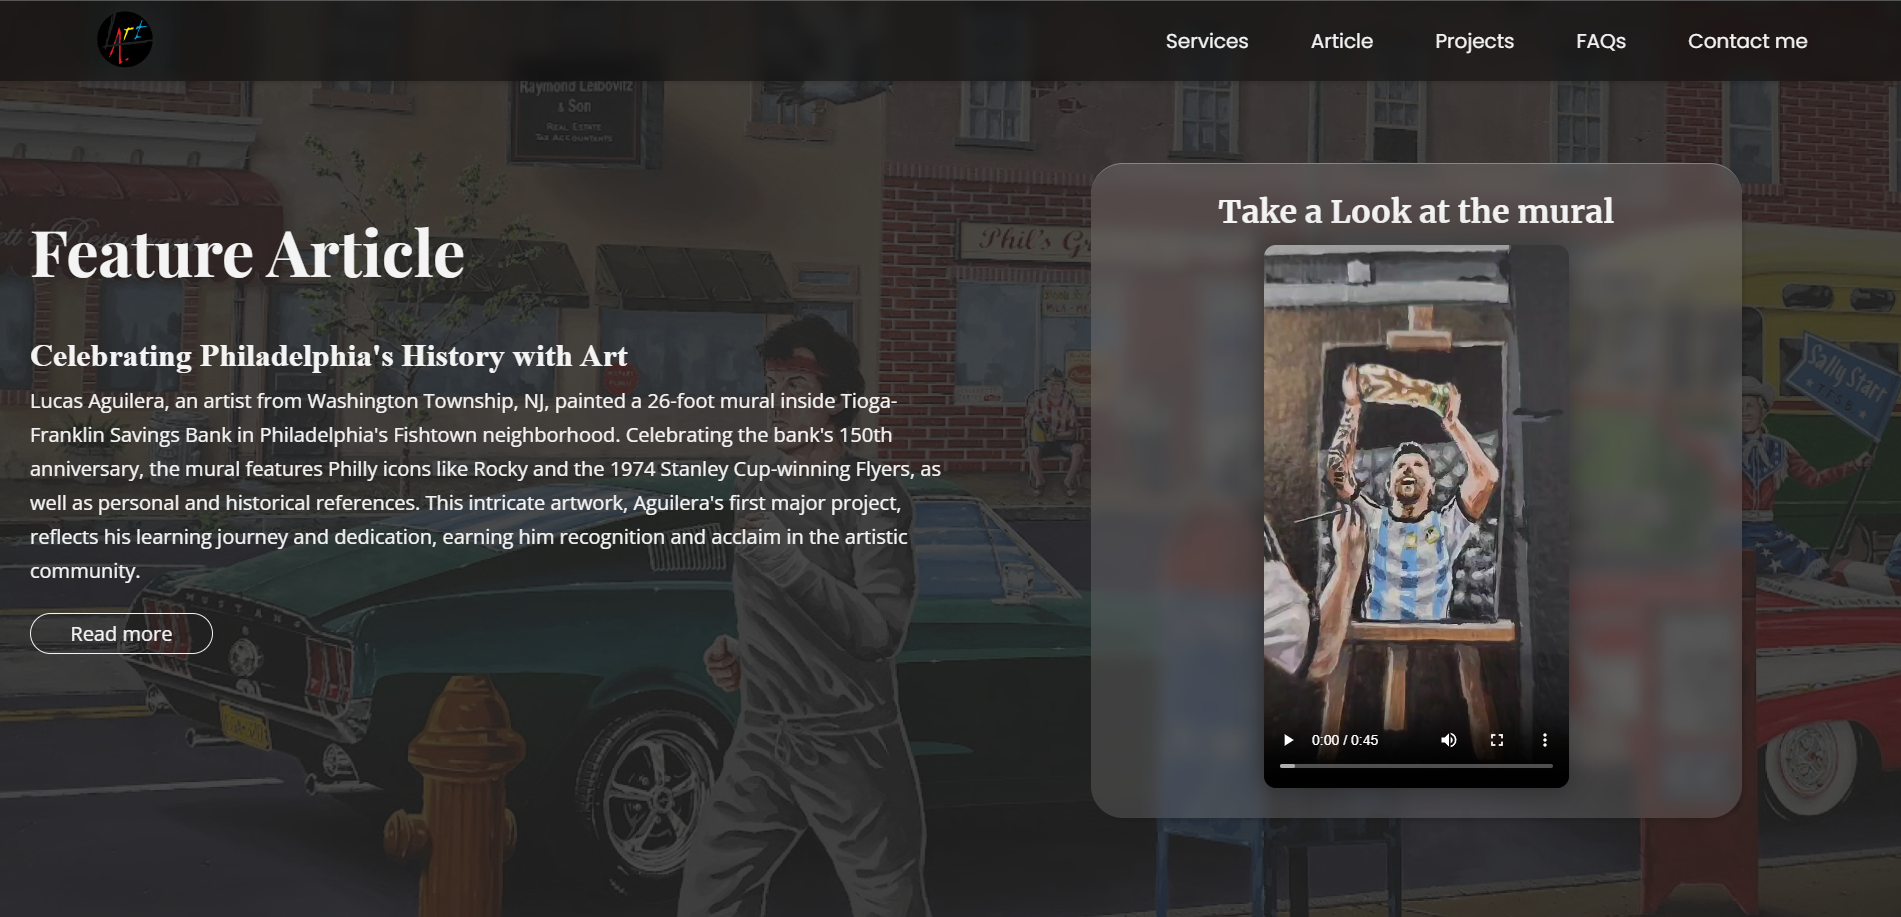 Art.
Services
Article
Projects
FAQs
Contact me
Raymond Leibovitz
& Son
Real Estate
Tax Accountants
Feature Article
Celebrating Philadelphia's History with Art
Lucas Aguilera, an artist from Washington Township, NJ, painted a 26-foot mural inside Tioga-
Franklin Savings Bank in Philadelphia's Fishtown neighborhood. Celebrating the bank's 150th
anniversary, the mural features Philly icons like Rocky and the 1974 Stanley Cup-winning Flyers, as
well as personal and historical references. This intricate artwork, Aguilera's first major project,
reflects his learning journey and dedication, earning him recognition and acclaim in the artistic
community.
Read more
MUSTANG
Phil's Gr
Take a Look at the mural
0:00 / 0:45
Sally Start